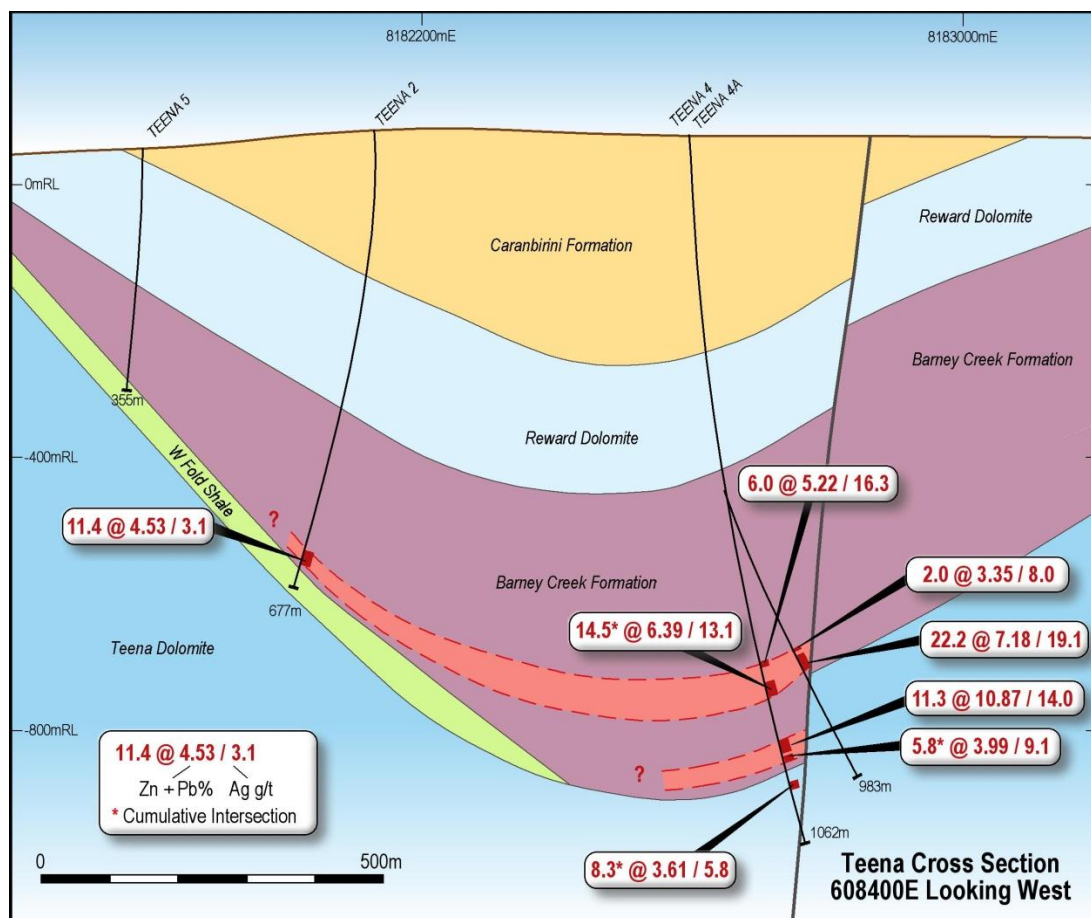 8182200mE
8183000mE
TEENA 5
TEENA 2
TEENA 4
TEENA 4A
0mRL
Reward Dolomite
Caranbirini Formation
Barney Creek Formation
355m
Reward Dolomite
-400mRL
W Fold Shale
6.0 @ 5.22 / 16.3
?
11.4 @ 4.53 / 3.1
2.0 @ 3.35 / 8.0
Barney Creek Formation
677m
14.5* @ 6.39 / 13.1
22.2 @ 7.18 / 19.1
Teena Dolomite
11.3 @ 10.87 / 14.0
-800mRL
5.8* @ 3.99 / 9.1
11.4 @ 4.53 / 3.1
Zn + Pb% Ag g/t
* Cumulative Intersection
?
983m
1062m
8.3* @ 3.61 / 5.8
0 500m
Teena Cross Section
608400E Looking West